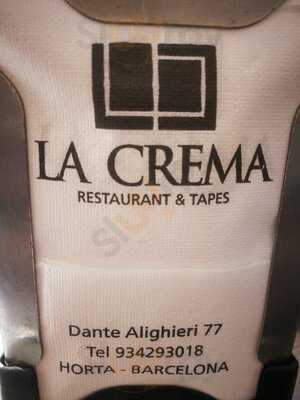 LA CREMA
RESTAURANT & TAPES
Dante Alighieri 77
Tel 934293018
HORTA - BARCELONA